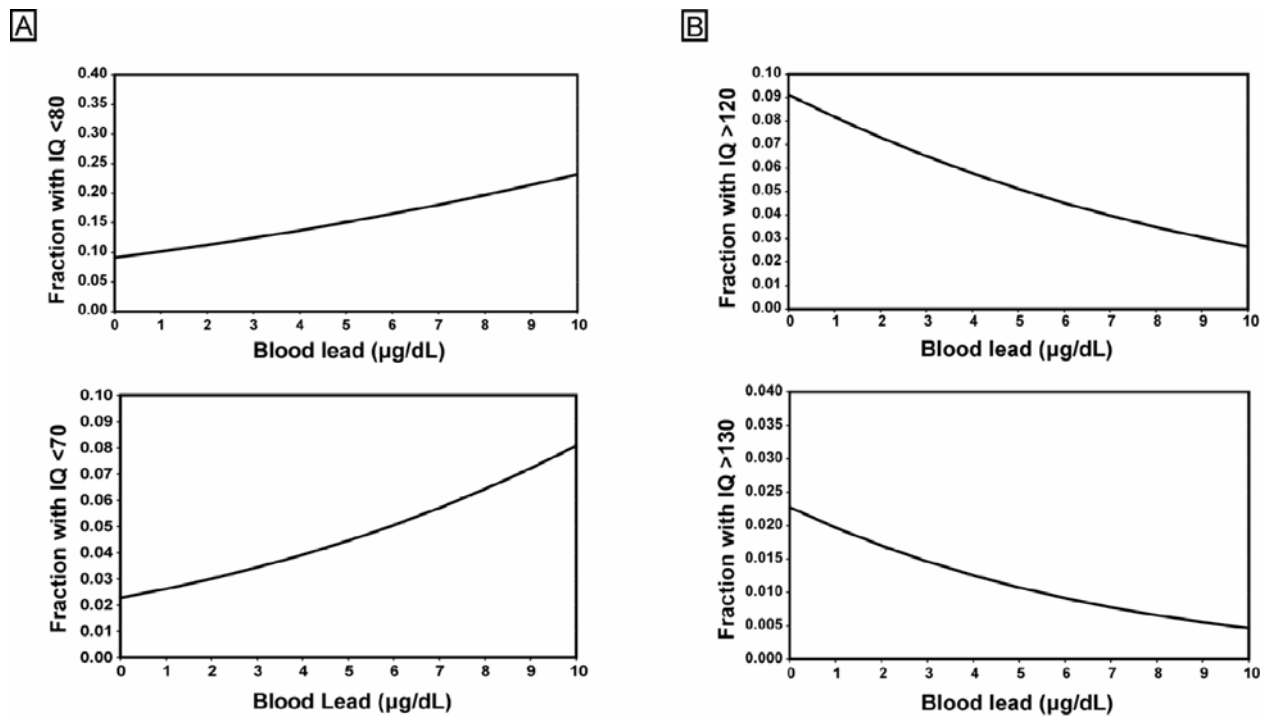 A
Fraction with IQ <80
0.40
0.35
0.30
0.25
0.20
0.15
0.10
0.05
0.00
0 1 2 3 4 5 6 7 8 9 10
Blood lead (µg/dL)
Fraction with IQ <70
0.10
0.09
0.08
0.07
0.06
0.05
0.04
0.03
0.02
0.01
0.00
0 1 2 3 4 5 6 7 8 9 10
Blood Lead (µg/dL)
B
Fraction with IQ >120
0.10
0.09
0.08
0.07
0.06
0.05
0.04
0.03
0.02
0.01
0.00
0 1 2 3 4 5 6 7 8 9 10
Blood lead (µg/dL)
Fraction with IQ >130
0.040
0.035
0.030
0.025
0.020
0.015
0.010
0.005
0.000
0 1 2 3 4 5 6 7 8 9 10
Blood lead (µg/dL)